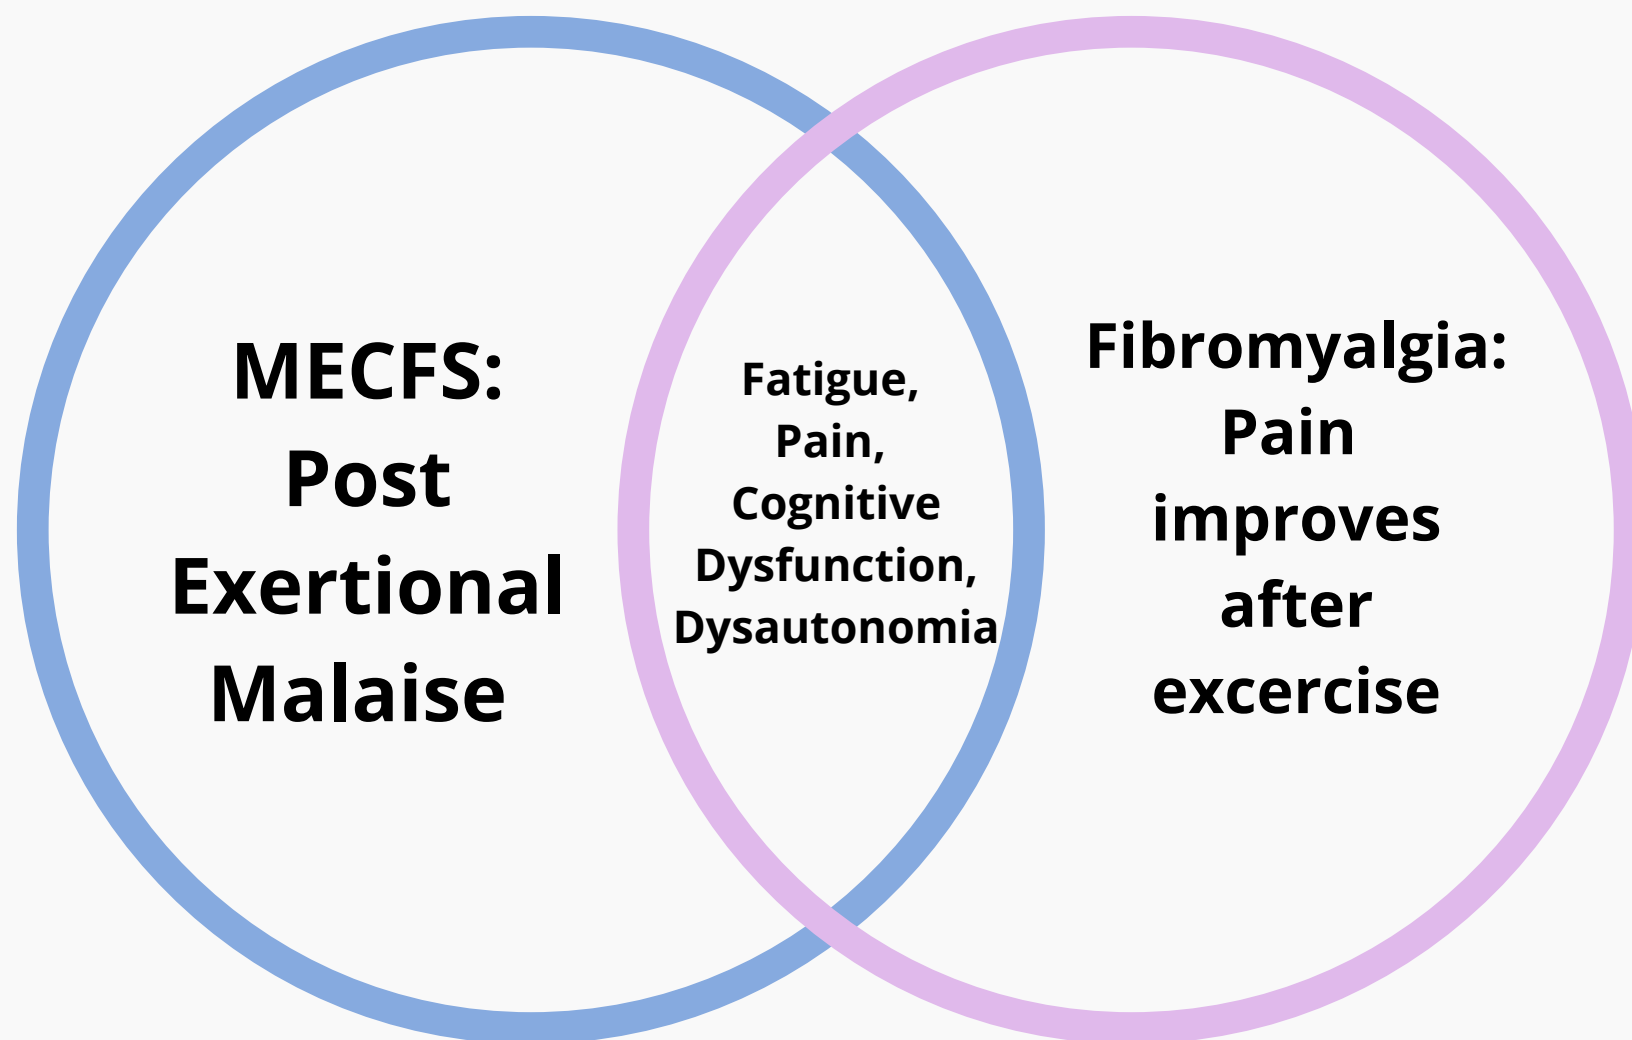 MECFS:
Post
Exertional
Malaise
Fatigue,
Pain,
Cognitive
Dysfunction,
Dysautonomia
Fibromyalgia:
Pain
improves
after
excercise